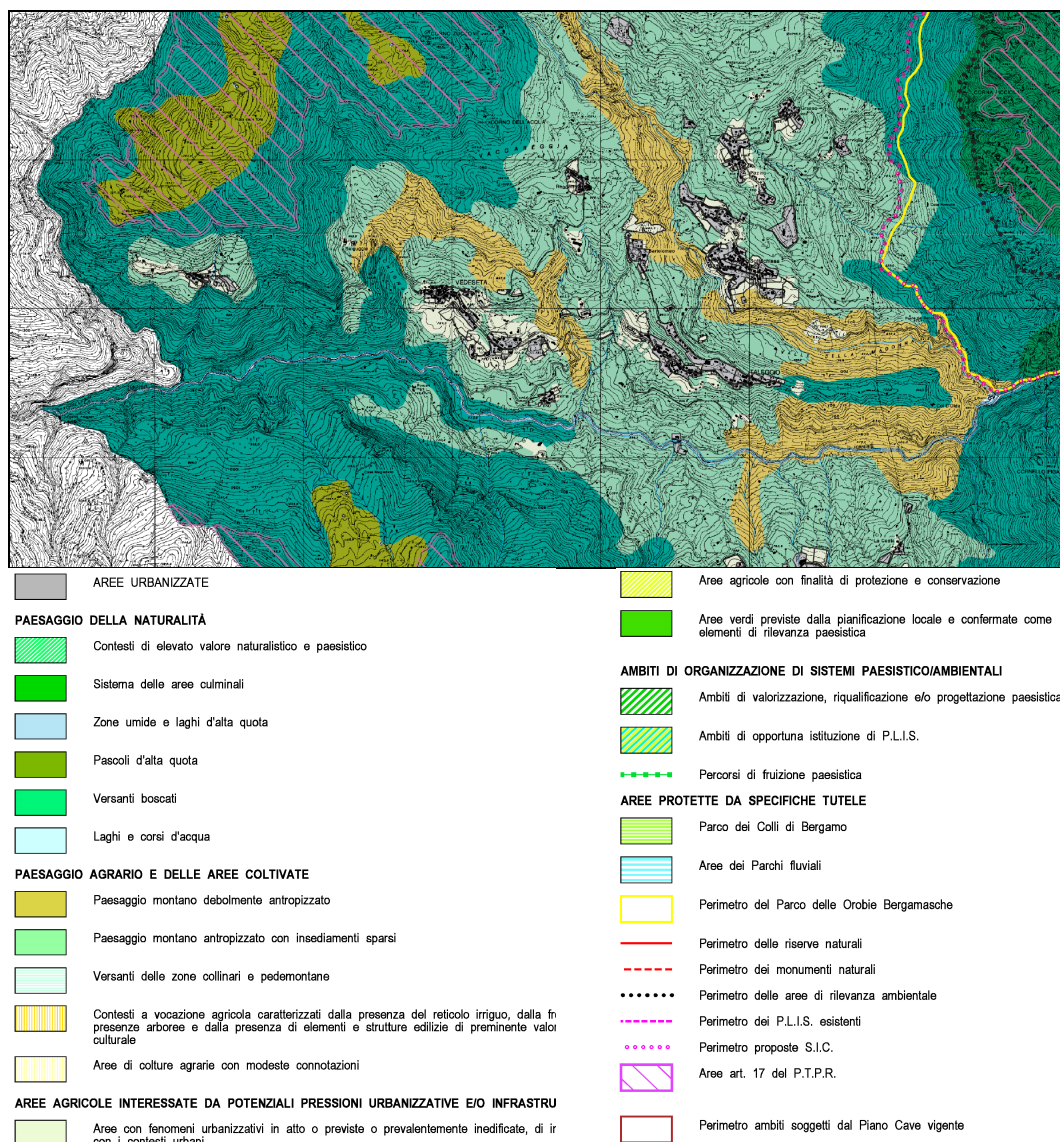 CORNO DELL'ACOLA
VEDESETA
AREE URBANIZZATE
PAESAGGIO DELLA NATURALITÀ
Contesti di elevato valore naturalistico e paesistico
Sistema delle aree culminali
Zone umide e laghi d'alta quota
Pascoli d'alta quota
Versanti boscati
Laghi e corsi d'acqua
PAESAGGIO AGRARIO E DELLE AREE COLTIVATE
Paesaggio montano debolmente antropizzato
Paesaggio montano antropizzato con insediamenti sparsi
Versanti delle zone collinari e pedemontane
Contesti a vocazione agricola caratterizzati dalla presenza del reticolo irriguo, dalla fr
presenze arboree e dalla presenza di elementi e strutture edilizie di preminente valor
culturale
Aree di colture agrarie con modeste connotazioni
AREE AGRICOLE INTERESSATE DA POTENZIALI PRESSIONI URBANIZZATIVE E/O INFRASTRU
Aree con fenomeni urbanizzativi in atto o previste o prevalentemente inedificate, di ir
con i contesti urbani
Aree agricole con finalità di protezione e conservazione
Aree verdi previste dalla pianificazione locale e confermate come
elementi di rilevanza paesistica
AMBITI DI ORGANIZZAZIONE DI SISTEMI PAESISTICO/AMBIENTALI
Ambiti di valorizzazione, riqualificazione e/o progettazione paesistica
Ambiti di opportuna istituzione di P.L.I.S.
Percorsi di fruizione paesistica
AREE PROTETTE DA SPECIFICHE TUTELE
Parco dei Colli di Bergamo
Aree dei Parchi fluviali
Perimetro del Parco delle Orobie Bergamasche
Perimetro delle riserve naturali
Perimetro dei monumenti naturali
Perimetro delle aree di rilevanza ambientale
Perimetro dei P.L.I.S. esistenti
Perimetro proposte S.I.C.
Aree art. 17 del P.T.P.R.
Perimetro ambiti soggetti dal Piano Cave vigente